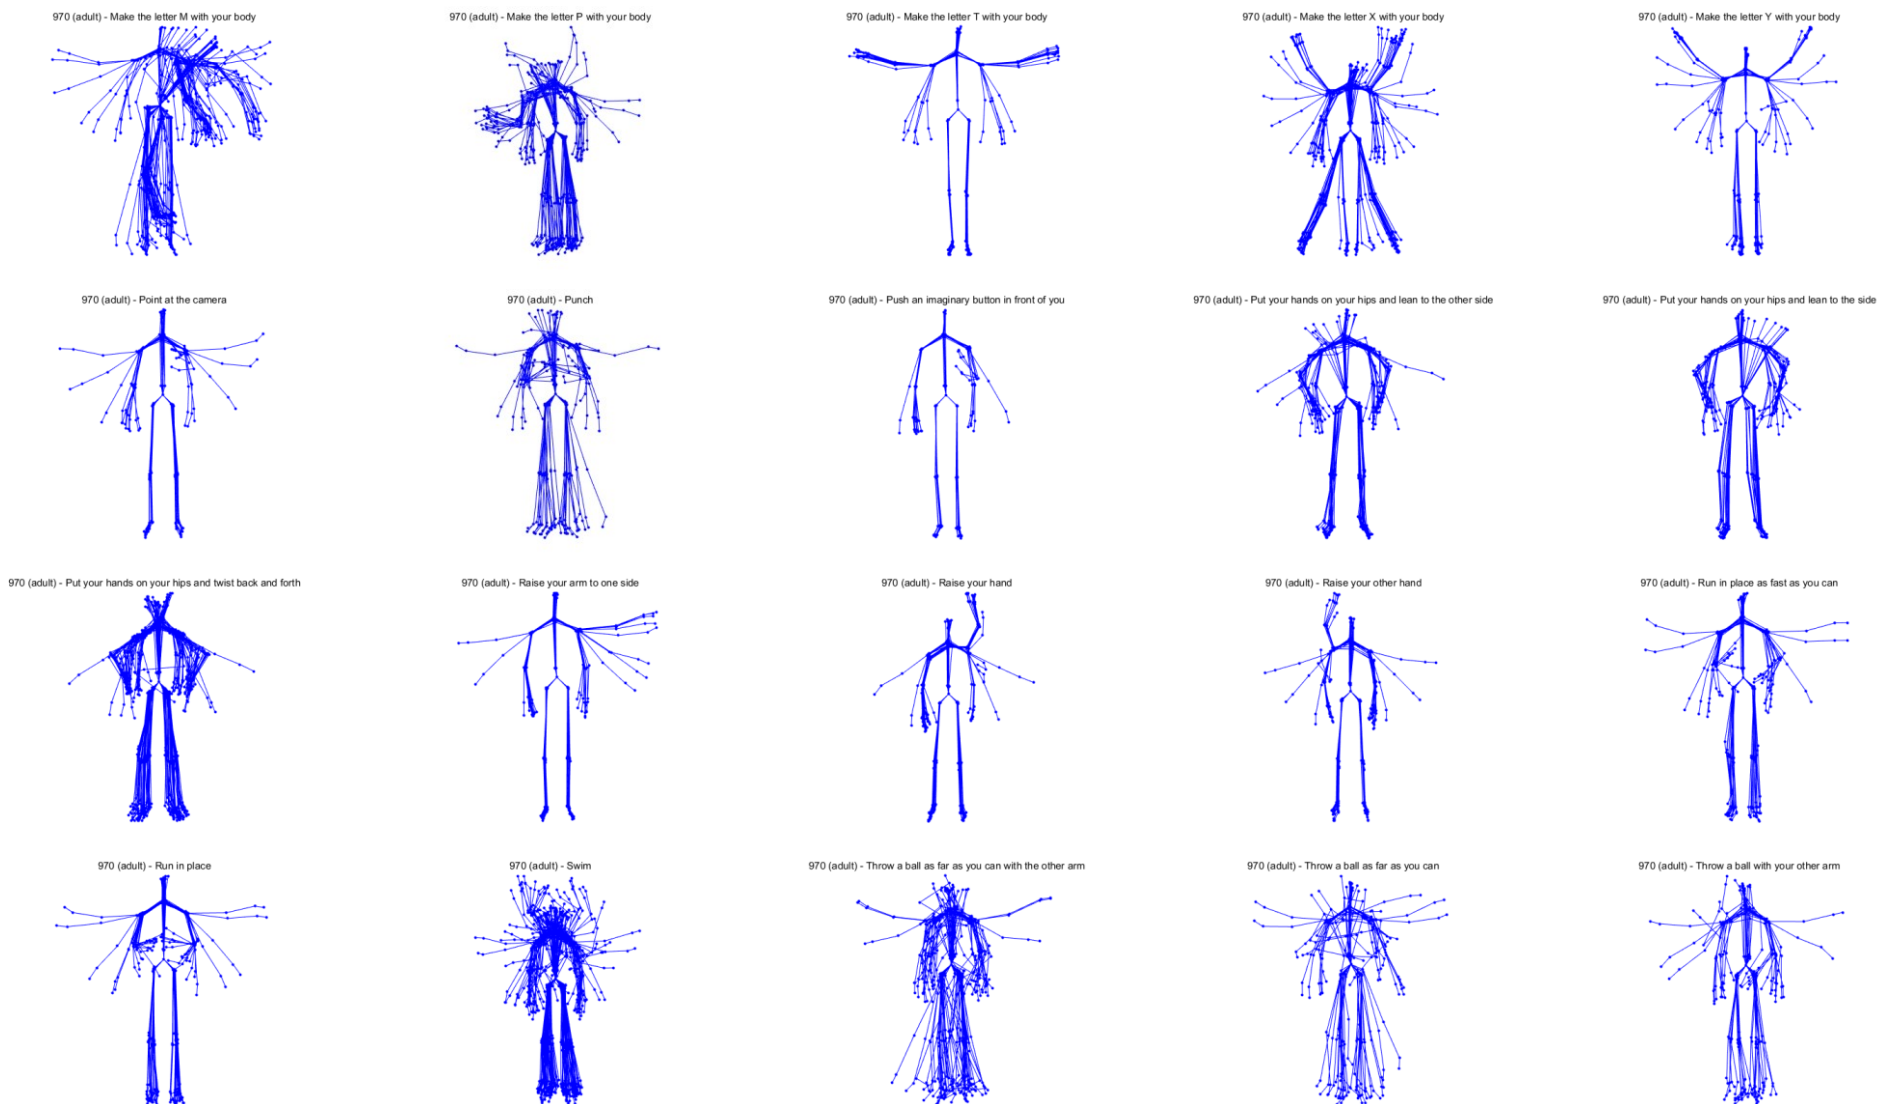 970 (adult) - Make the letter M with your body
970 (adult) - Make the letter P with your body
970 (adult) - Make the letter T with your body
970 (adult) - Make the letter X with your body
970 (adult) - Make the letter Y with your body
970 (adult) - Point at the camera
970 (adult) - Punch
970 (adult) - Push an imaginary button in front of you
970 (adult) - Put your hands on your hips and lean to the other side
970 (adult) - Put your hands on your hips and lean to the side
970 (adult) - Put your hands on your hips and twist back and forth
970 (adult) - Raise your arm to one side
970 (adult) - Raise your hand
970 (adult) - Raise your other hand
970 (adult) - Run in place as fast as you can
970 (adult) - Run in place
970 (adult) - Swim
970 (adult) - Throw a ball as far as you can with the other arm
970 (adult) - Throw a ball as far as you can
970 (adult) - Throw a ball with your other arm